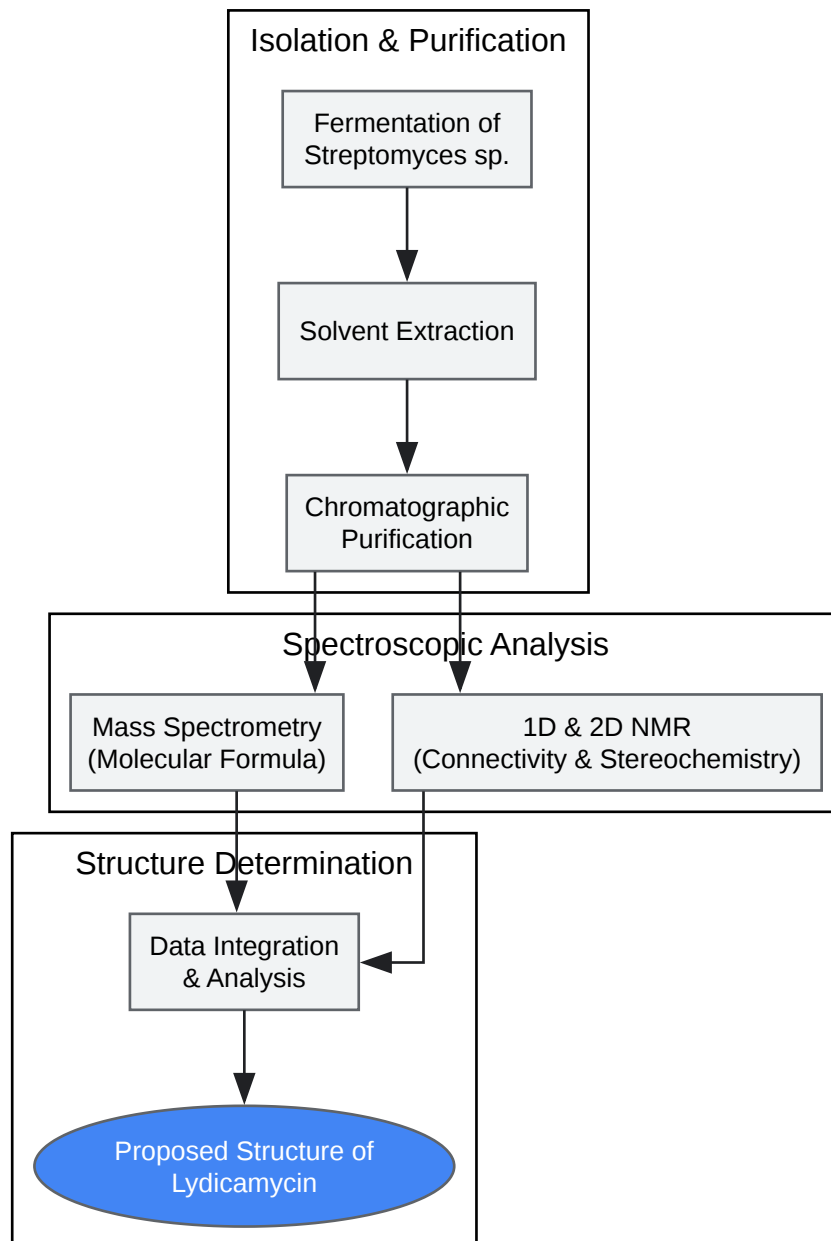 Isolation & Purification
Fermentation of
Streptomyces sp.
Solvent Extraction
Chromatographic
Purification
Spectroscopic Analysis
Mass Spectrometry
(Molecular Formula)
1D & 2D NMR
(Connectivity & Stereochemistry)
Structure Determination
Data Integration
& Analysis
Proposed Structure of
Lydicamycin